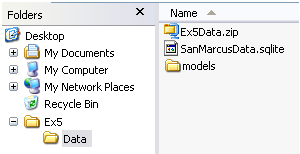 Folders
Desktop
My Documents
My Computer
My Network Places
Recycle Bin
Ex5
Data
Name
Ex5Data.zip
SanMarcusData.sqlite
models